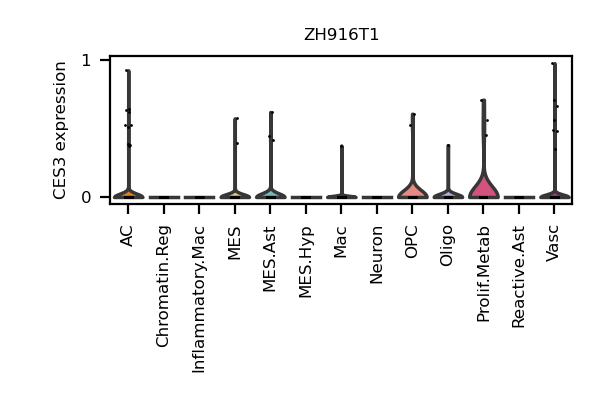 ZH916T1
CES3 expression
1
0
AC
Chromatin.Reg
Inflammatory.Mac
MES
MES.Ast
MES.Hyp
Mac
Neuron
OPC
Oligo
Prolif.Metab
Reactive.Ast
Vasc